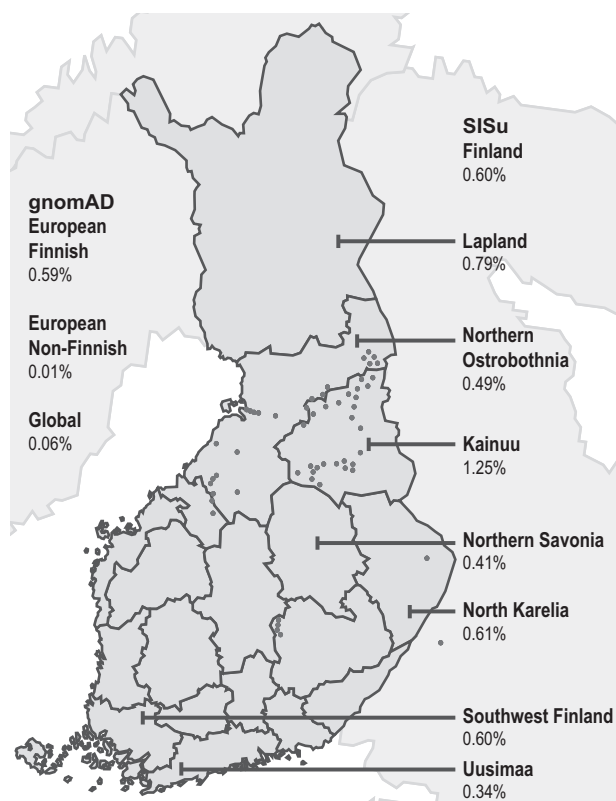 gnomAD
European
Finnish
0.59%
European
Non-Finnish
0.01%
Global
0.06%
SISu
Finland
0.60%
Lapland
0.79%
Northern
Ostrobothnia
0.49%
Kainuu
1.25%
Northern Savonia
0.41%
North Karelia
0.61%
Southwest Finland
0.60%
Uusimaa
0.34%